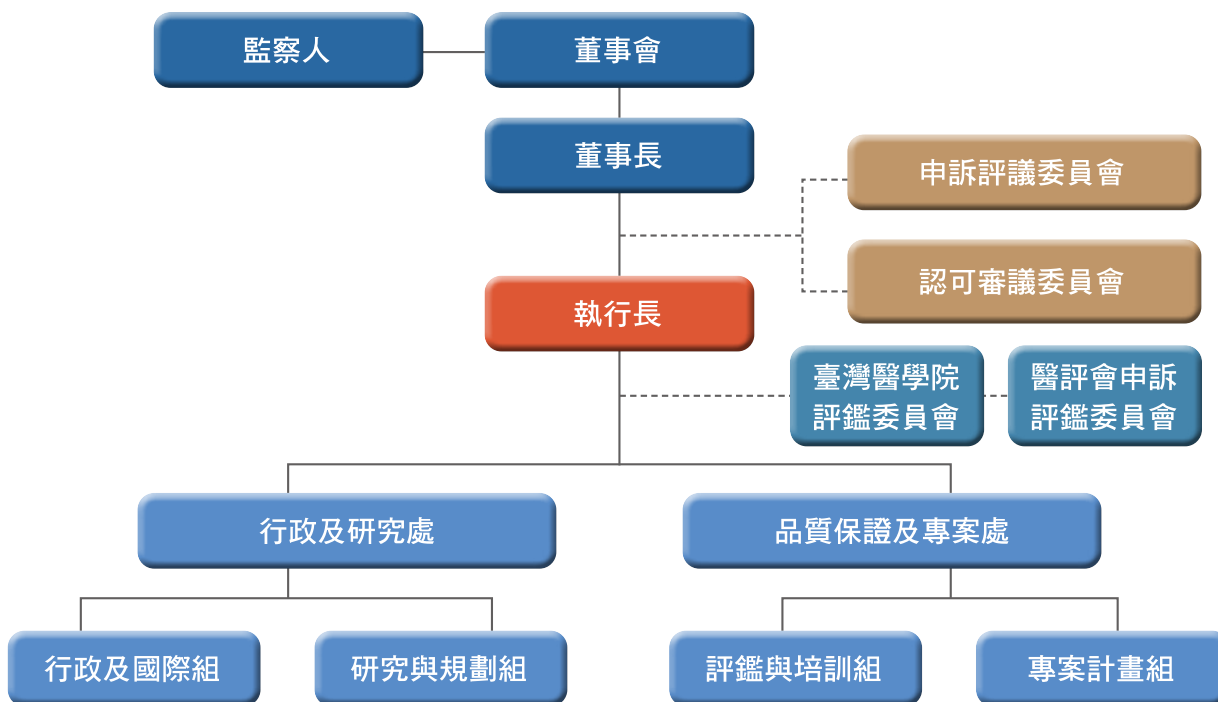 監察人
董事會
董事長
申訴評議委員會
認可審議委員會
執行長
臺灣醫學院
評鑑委員會
醫評會申訴
評鑑委員會
行政及研究處
品質保證及專案處
行政及國際組
研究與規劃組
評鑑與培訓組
專案計畫組